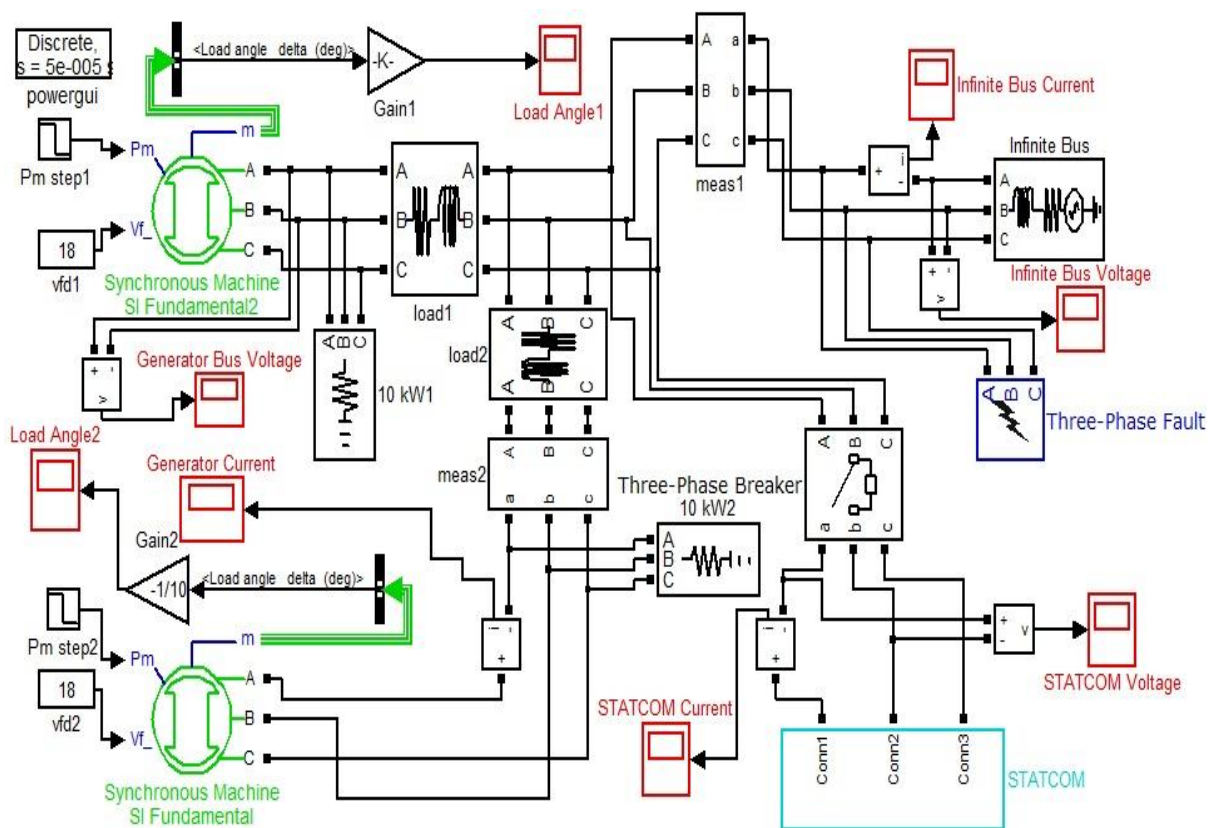 Discrete,
s = 5e-005 s
powergui
<Load angle delta (deg)>
-K-
Gain1
Load Angle1
A
B
C
a
b
c
meas1
Infinite Bus Current
+
i
-
Infinite Bus
A
B
C
+
-
v
Infinite Bus Voltage
Pm step1
Pm
m
A
B
C
18
vfd1
Vf_
Synchronous Machine
SI Fundamental2
A
B
C
A
B
C
load1
+
-
v
Generator Bus Voltage
A
B
C
10 kW1
A
B
C
load2
A
B
C
A
B
C
Three-Phase Fault
Load Angle2
Generator Current
meas2
A
B
C
a
b
c
Three-Phase Breaker
A
B
C
a
b
c
10 kW2
A
B
C
Gain2
-1/10
<Load angle delta (deg)>
Pm step2
Pm
m
A
B
C
18
vfd2
Vf_
Synchronous Machine
SI Fundamental
i
-
+
i
-
+
+
-
v
STATCOM Voltage
STATCOM Current
Conn1
Conn2
Conn3
STATCOM